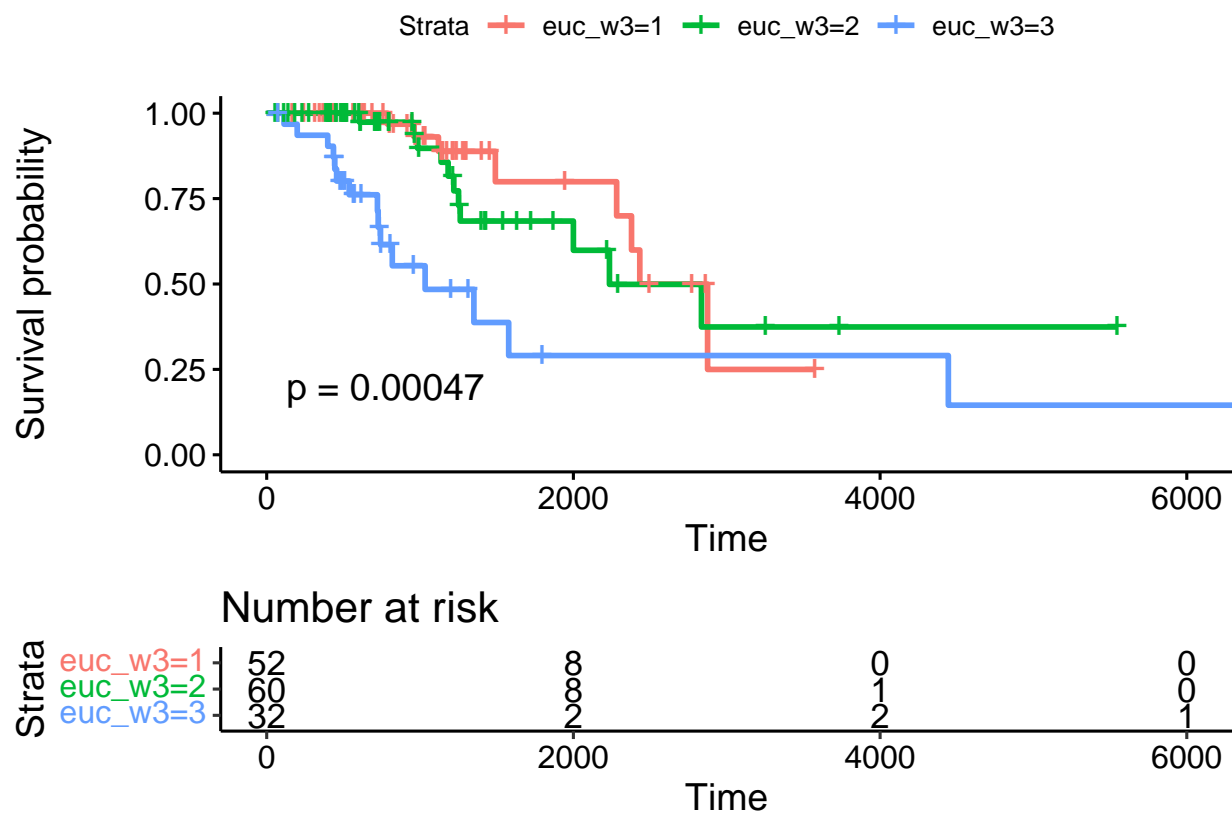 Strata euc_w3=1 euc_w3=2 euc_w3=3
Survival probability
1.00
0.75
0.50
0.25
0.00
p = 0.00047
0 2000 4000 6000
Time
Number at risk
Strata
euc_w3=1 52 8 0 0
euc_w3=2 60 8 1 0
euc_w3=3 32 2 2 1
0 2000 4000 6000
Time